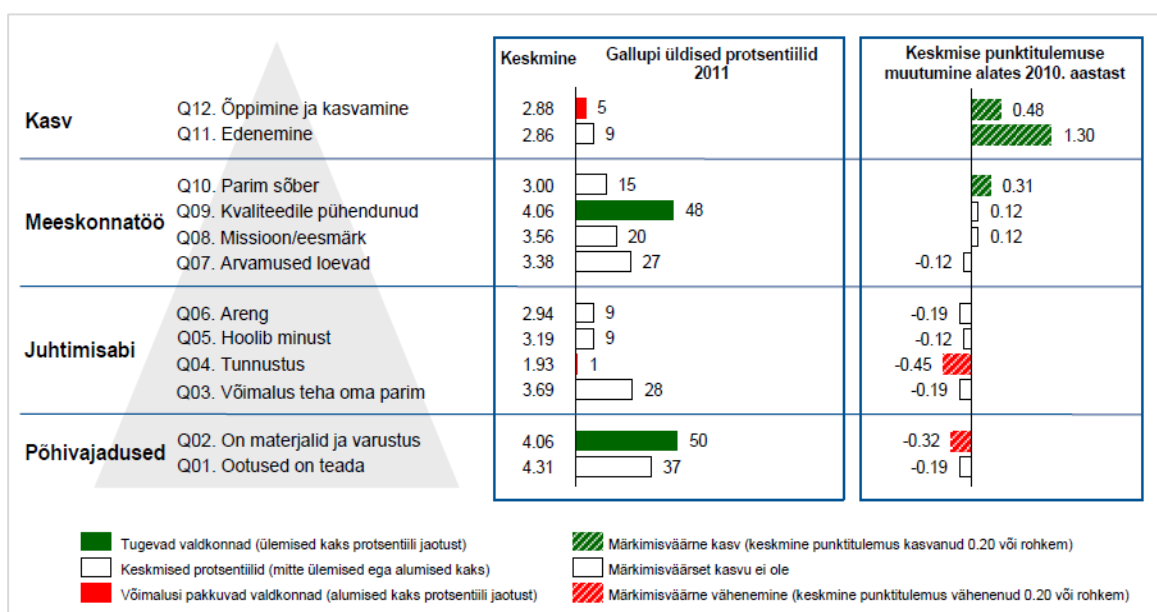 Keskmine
Gallupi üldised protsentiilid
2011
Keskmise punktitulemuse
muutumine alates 2010. aastast
Kasv
Q12. Õppimine ja kasvamine 2.88 5 0.48
Q11. Edenemine 2.86 9 1.30
Meeskonnatöö
Q10. Parim sõber 3.00 15 0.31
Q09. Kvaliteedile pühendunud 4.06 48 0.12
Q08. Missioon/eesmärk 3.56 20 0.12
Q07. Arvamused loevad 3.38 27 -0.12
Juhtimisabi
Q06. Areng 2.94 9 -0.19
Q05. Hoolib minust 3.19 9 -0.12
Q04. Tunnustus 1.93 1 -0.45
Q03. Võimalus teha oma parim 3.69 28 -0.19
Põhivajadused
Q02. On materjalid ja varustus 4.06 50 -0.32
Q01. Ootused on teada 4.31 37 -0.19
Tugevad valdkonnad (ülemised kaks protsentiili jaotust)
Keskmised protsentiilid (mitte ülemised ega alumised kaks)
Võimalusi pakkuvad valdkonnad (alumised kaks protsentiili jaotust)
Märkimisväärne kasv (keskmine punktitulemus kasvanud 0.20 või rohkem)
Märkimisväärset kasvu ei ole
Märkimisväärne vähenemine (keskmine punktitulemus vähenenud 0.20 või rohkem)